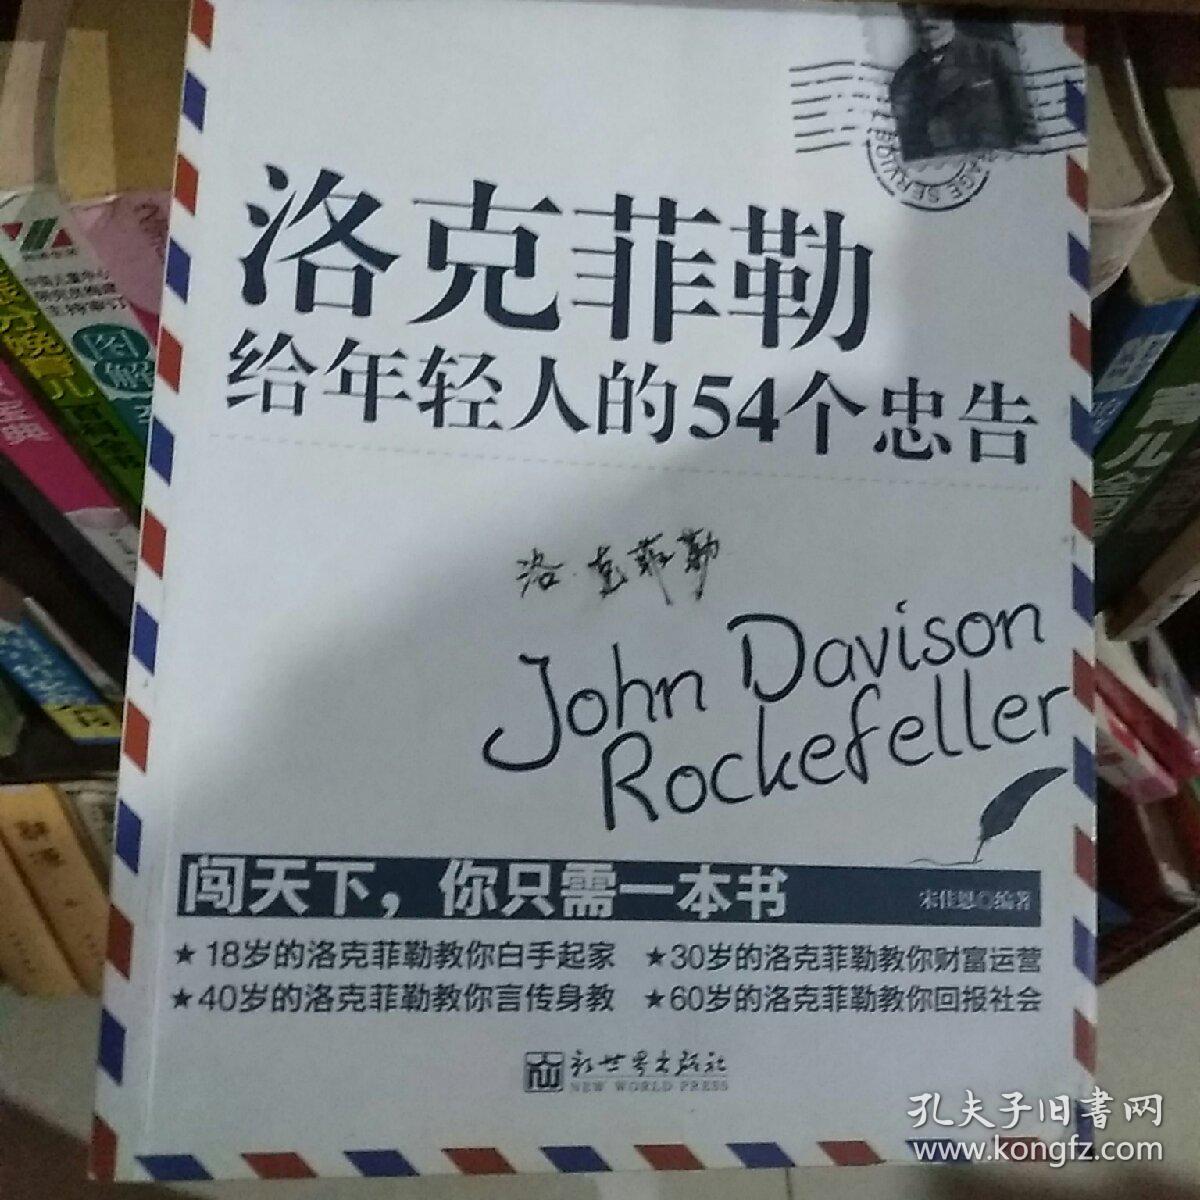 洛克菲勒
给年轻人的54个忠告
洛克菲勒
John Davison
Rockefeller
闯天下，你只需一本书
宋佳恩◎编著
★18岁的洛克菲勒教你白手起家 ★30岁的洛克菲勒教你财富运营
★40岁的洛克菲勒教你言传身教 ★60岁的洛克菲勒教你回报社会
新世界出版社
NEW WORLD PRESS
图解
孔夫子旧书网
www.kongfz.com